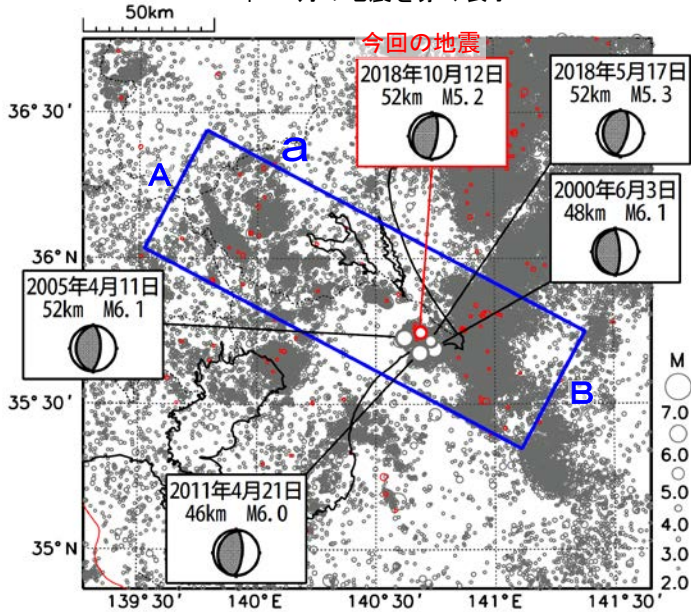 50km
今回の地震
2018年10月12日
52km M5.2
2018年5月17日
52km M5.3
2000年6月3日
48km M6.1
2005年4月11日
52km M6.1
2011年4月21日
46km M6.0
A
a
B
36°30′
36°N
35°30′
35°N
139°30′
140°E
140°30′
141°E
141°30′
M
7.0
6.0
5.0
4.0
3.0
2.0